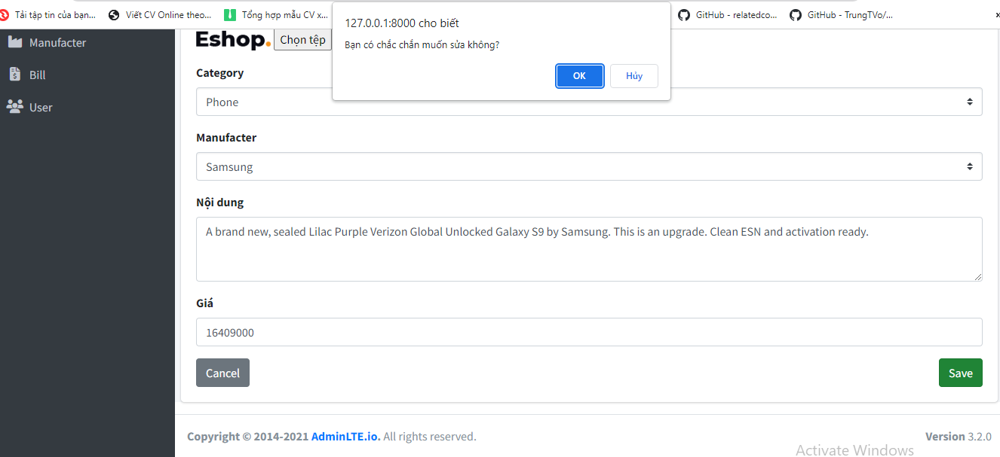 Tải tập tin của bạn...
Viết CV Online theo...
Tổng hợp mẫu CV x...
GitHub - relatedco...
GitHub - TrungTVo/...
127.0.0.1:8000 cho biết
Bạn có chắc chắn muốn sửa không?
OK
Hủy
Manufacter
Bill
User
Eshop.
Chọn tệp
Category
Phone
Manufacter
Samsung
Nội dung
A brand new, sealed Lilac Purple Verizon Global Unlocked Galaxy S9 by Samsung. This is an upgrade. Clean ESN and activation ready.
Giá
16409000
Cancel
Save
Copyright © 2014-2021 AdminLTE.io. All rights reserved.
Version 3.2.0
Activate Windows